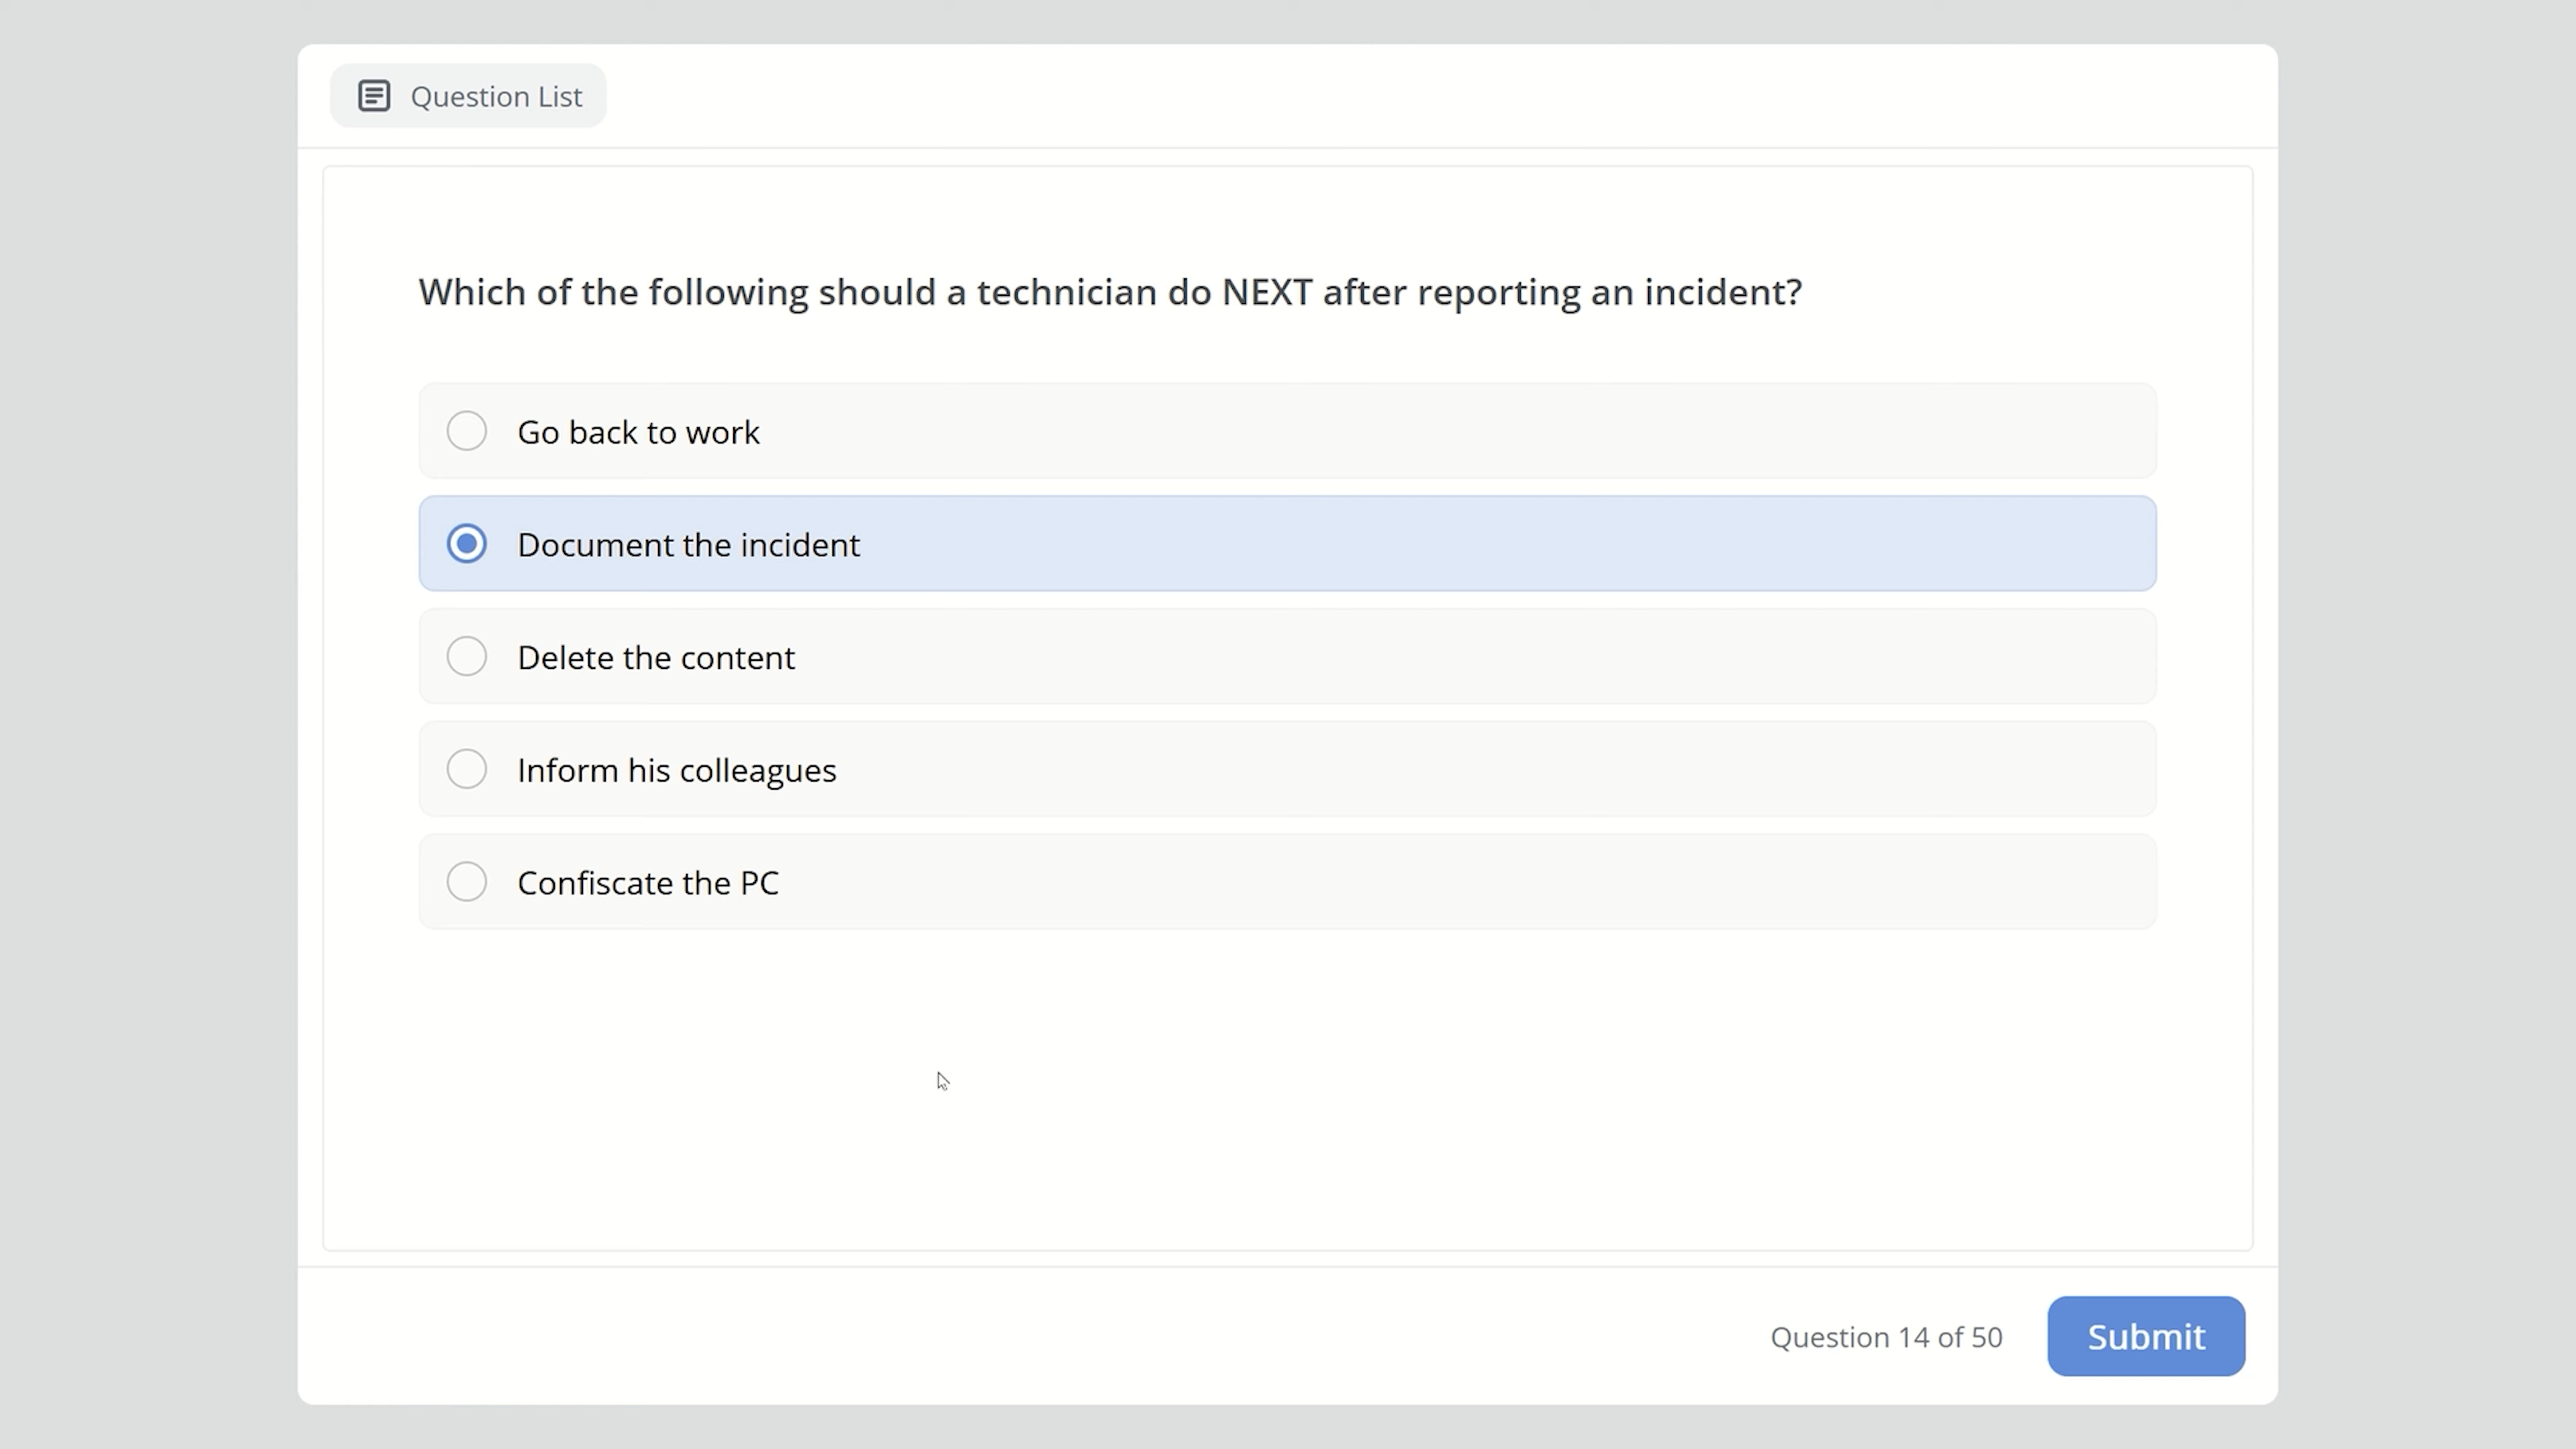 Question List
Which of the following should a technician do NEXT after reporting an incident?
Go back to work
Document the incident
Delete the content
Inform his colleagues
Confiscate the PC
Question 14 of 50
Submit